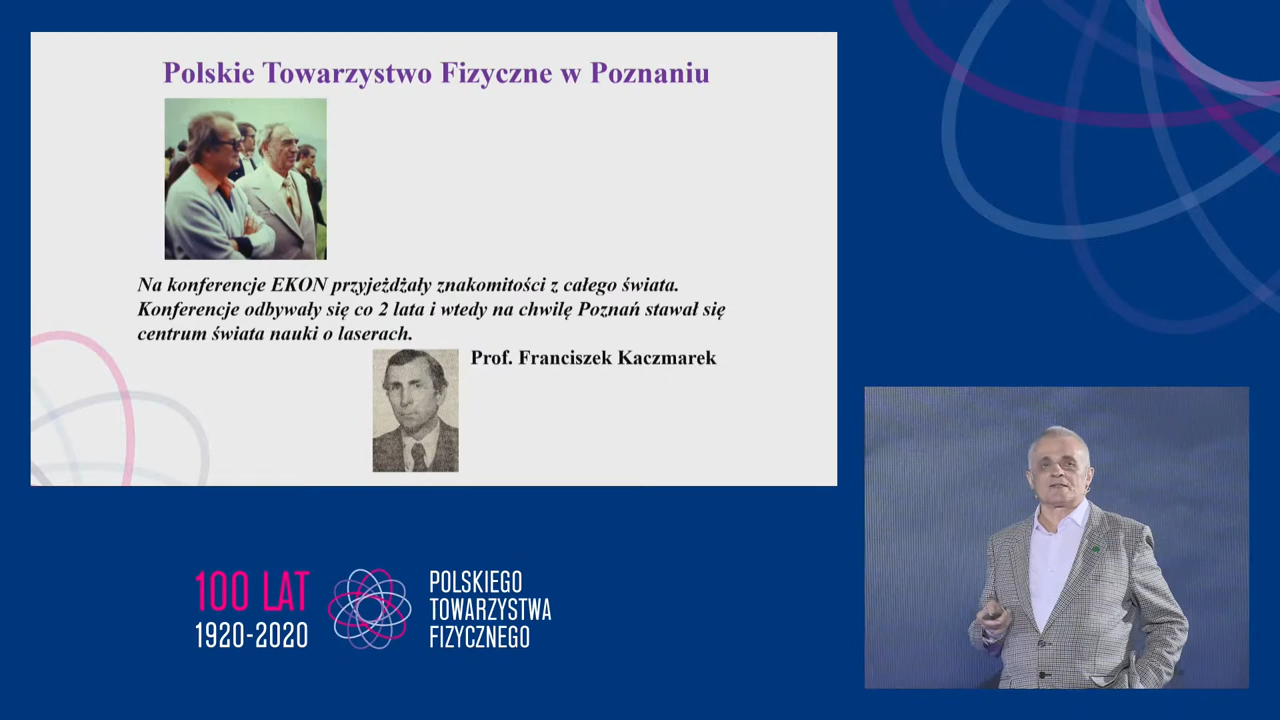 Polskie Towarzystwo Fizyczne w Poznaniu
Na konferencje EKON przyjeżdżały znakomitości z całego świata.
Konferencje odbywały się co 2 lata i wtedy na chwilę Poznań stawał się
centrum świata nauki o laserach.
Prof. Franciszek Kaczmarek
100 LAT
1920-2020
POLSKIEGO
TOWARZYSTWA
FIZYCZNEGO